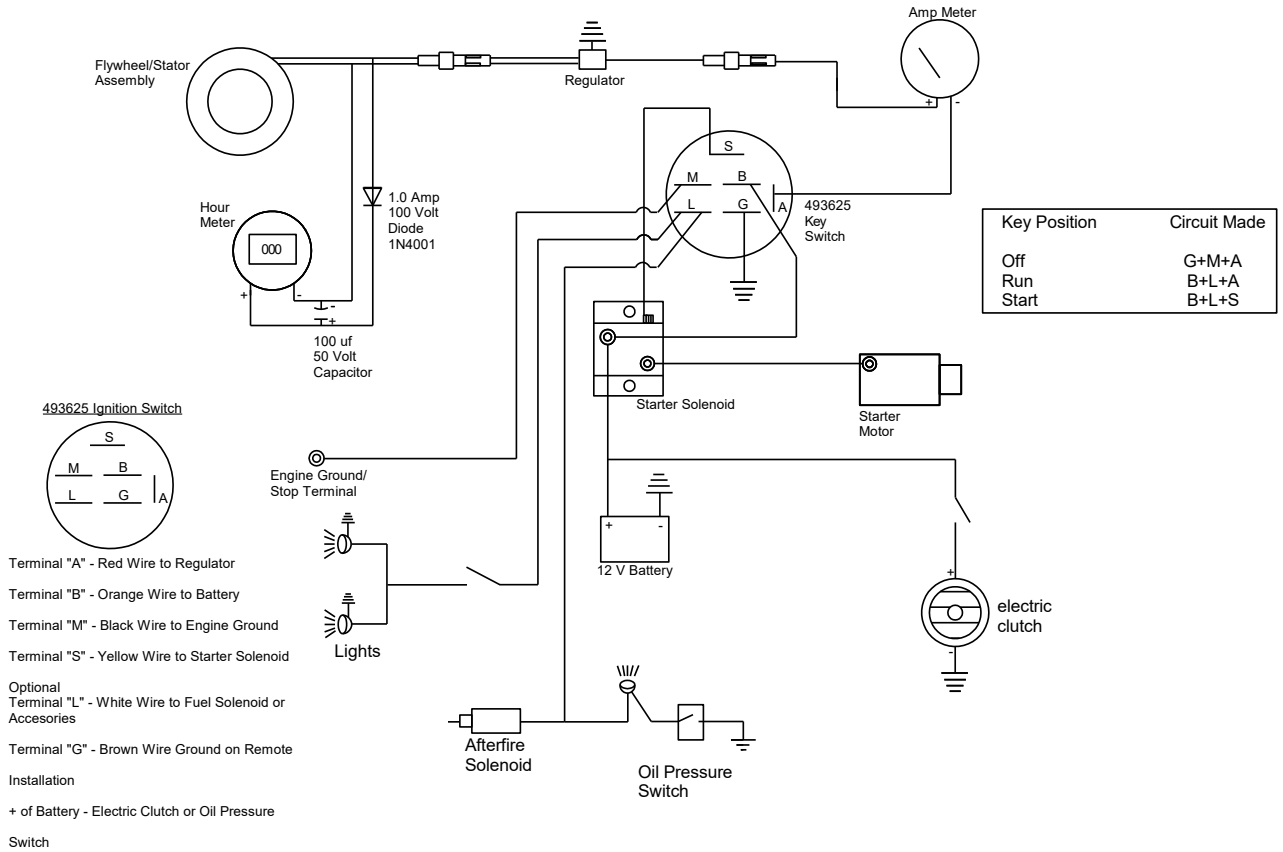 Amp Meter
Flywheel/Stator
Assembly
Regulator
+ -
S
M B
L G A
493625
Key
Switch
1.0 Amp
100 Volt
Diode
1N4001
Hour
Meter
000
+ -
-
+
100 uf
50 Volt
Capacitor
Key Position Circuit Made
Off G+M+A
Run B+L+A
Start B+L+S
Starter Solenoid
Starter
Motor
493625 Ignition Switch
S
M B
L G A
Engine Ground/
Stop Terminal
+ -
12 V Battery
Terminal "A" - Red Wire to Regulator
Terminal "B" - Orange Wire to Battery
Terminal "M" - Black Wire to Engine Ground
Terminal "S" - Yellow Wire to Starter Solenoid
Optional
Terminal "L" - White Wire to Fuel Solenoid or
Accesories
Terminal "G" - Brown Wire Ground on Remote
Installation
+ of Battery - Electric Clutch or Oil Pressure
Switch
Lights
+
electric
clutch
-
Afterfire
Solenoid
Oil Pressure
Switch